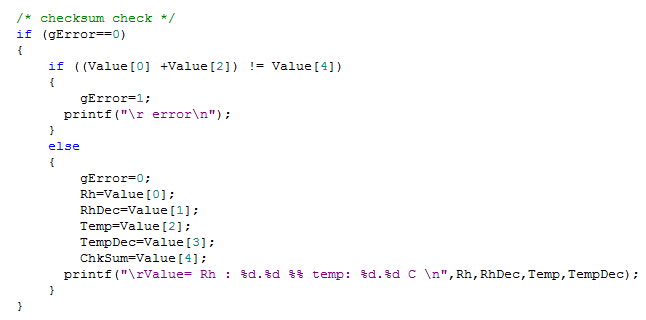 /* checksum check */
if (gError==0)
{
if ((Value[0] +Value[2]) != Value[4])
{
gError=1;
printf("\r error\n");
}
else
{
gError=0;
Rh=Value[0];
RhDec=Value[1];
Temp=Value[2];
TempDec=Value[3];
ChkSum=Value[4];
printf("\rValue= Rh : %d.%d %% temp: %d.%d C \n",Rh,RhDec,Temp,TempDec);
}
}